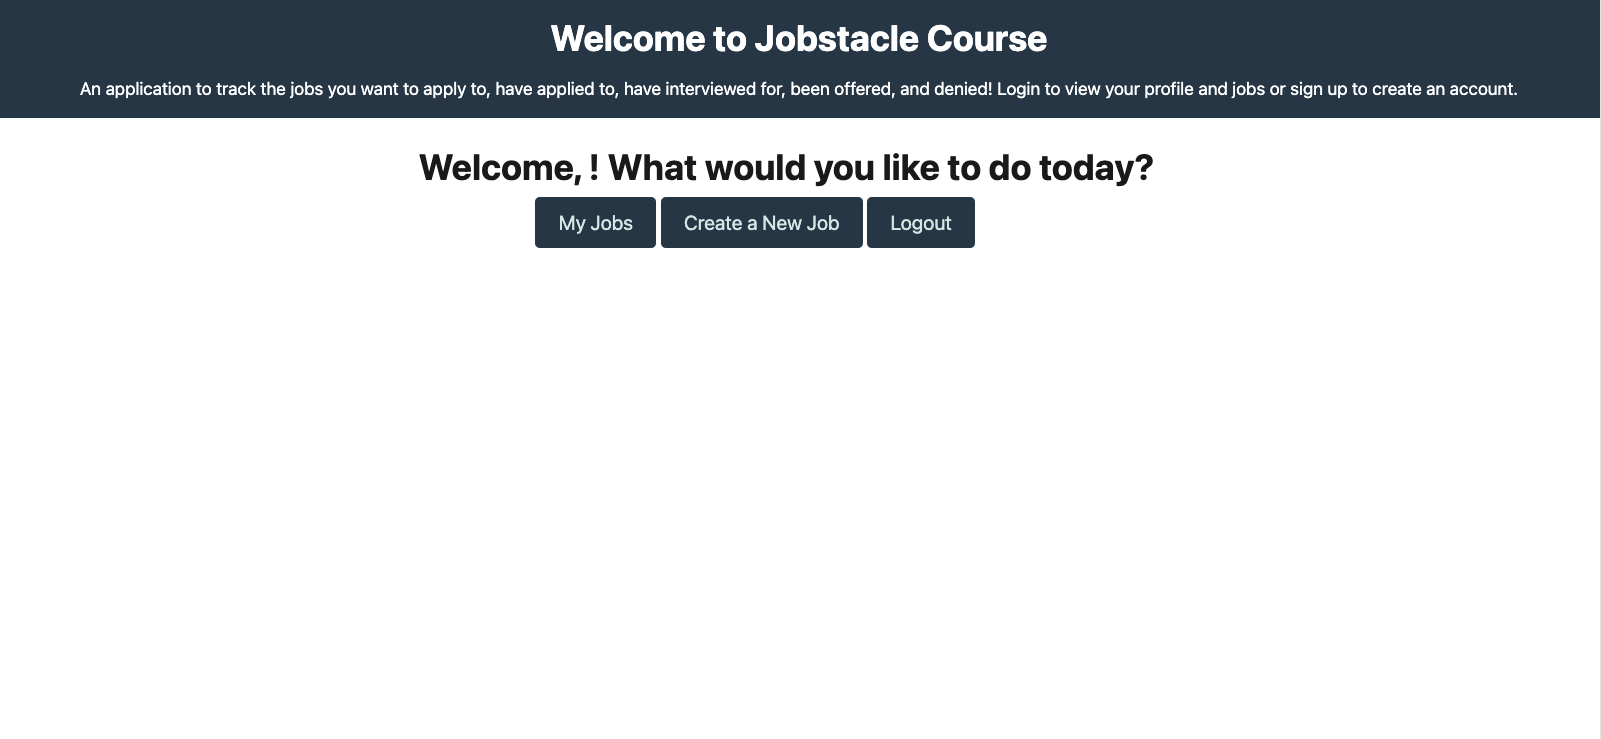 Welcome to Jobstacle Course
An application to track the jobs you want to apply to, have applied to, have interviewed for, been offered, and denied! Login to view your profile and jobs or sign up to create an account.
Welcome, ! What would you like to do today?
My Jobs Create a New Job Logout